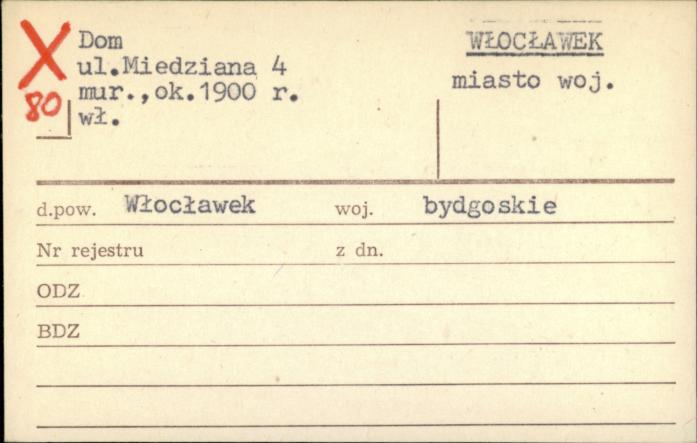 X
80
Dom
ul.Miedziana 4
mur.,ok.1900 r.
wł.
WŁOCŁAWEK
miasto woj.
d.pow. Włocławek woj. bydgoskie
Nr rejestru z dn.
ODZ
BDZ